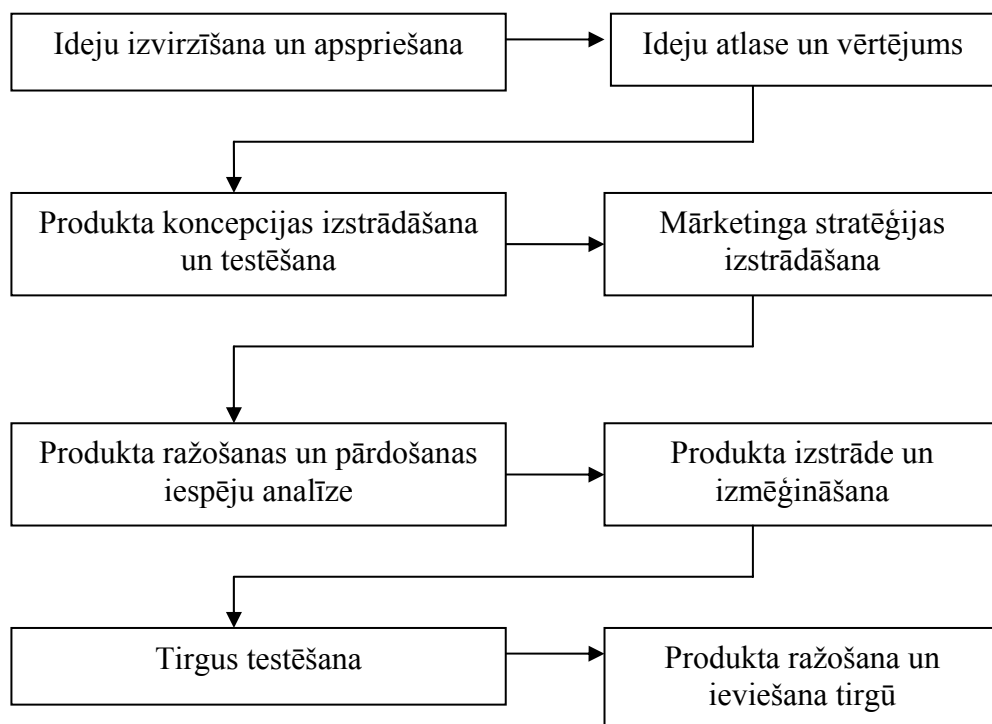 Ideju izvirzīšana un apspriešana
Ideju atlase un vērtējums
Produkta koncepcijas izstrādāšana
un testēšana
Mārketinga stratēģijas
izstrādāšana
Produkta ražošanas un pārdošanas
iespēju analīze
Produkta izstrāde un
izmēģināšana
Tirgus testēšana
Produkta ražošana un
ieviešana tirgū